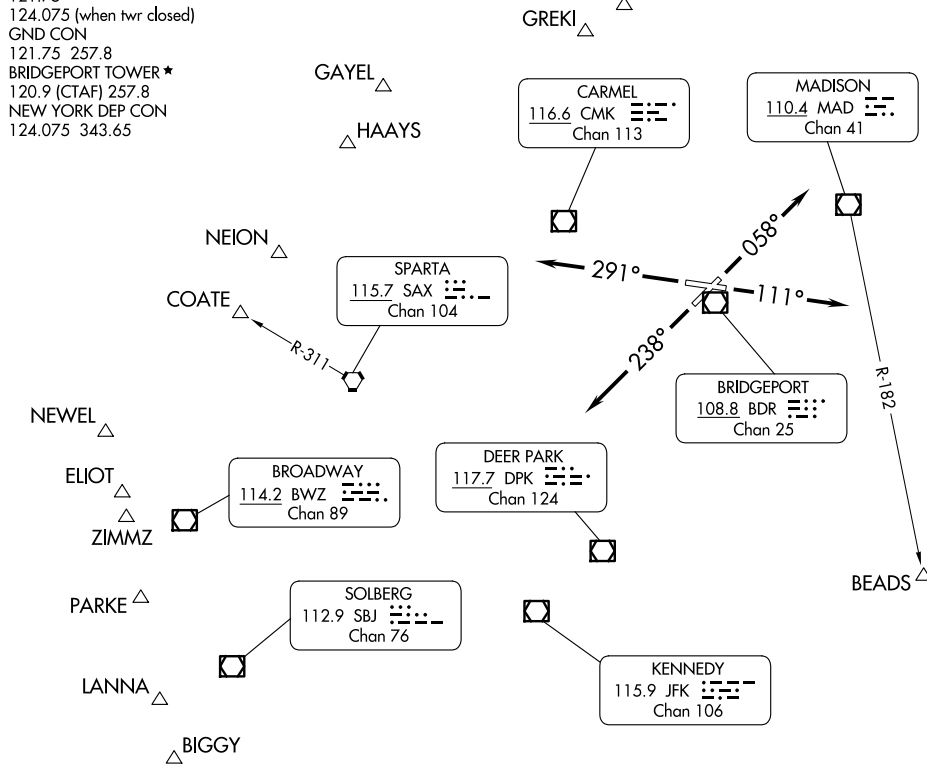 124.075 (when twr closed)
GND CON
121.75 257.8
BRIDGEPORT TOWER ★
120.9 (CTAF) 257.8
NEW YORK DEP CON
124.075 343.65
GREKI
GAYEL
HAAYS
CARMEL
116.6 CMK
Chan 113
MADISON
110.4 MAD
Chan 41
NEION
COATE
SPARTA
115.7 SAX
Chan 104
R-311
291°
058°
111°
238°
BRIDGEPORT
108.8 BDR
Chan 25
R-182
NEWEL
ELIOT
ZIMMZ
BROADWAY
114.2 BWZ
Chan 89
DEER PARK
117.7 DPK
Chan 124
BEADS
PARKE
SOLBERG
112.9 SBJ
Chan 76
LANNA
KENNEDY
115.9 JFK
Chan 106
BIGGY